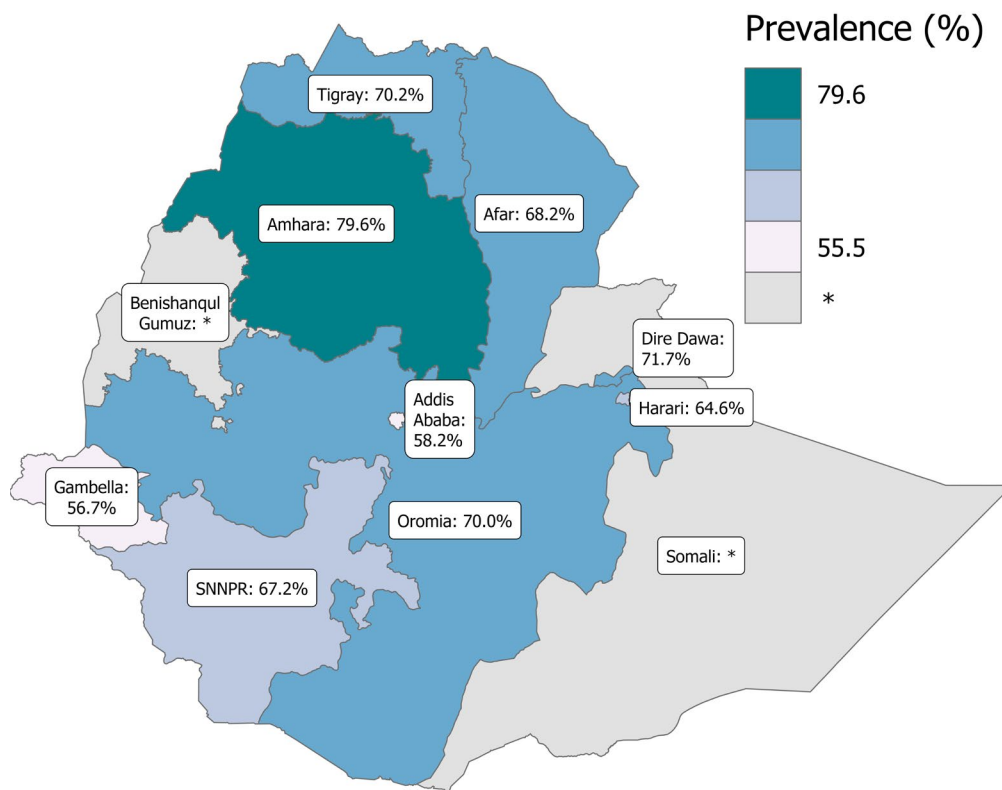 Prevalence (%)
79.6
55.5
*
Tigray: 70.2%
Afar: 68.2%
Amhara: 79.6%
Benishanqul
Gumuz: *
Dire Dawa:
71.7%
Addis
Ababa:
58.2%
Harari: 64.6%
Gambella:
56.7%
Oromia: 70.0%
Somali: *
SNNPR: 67.2%